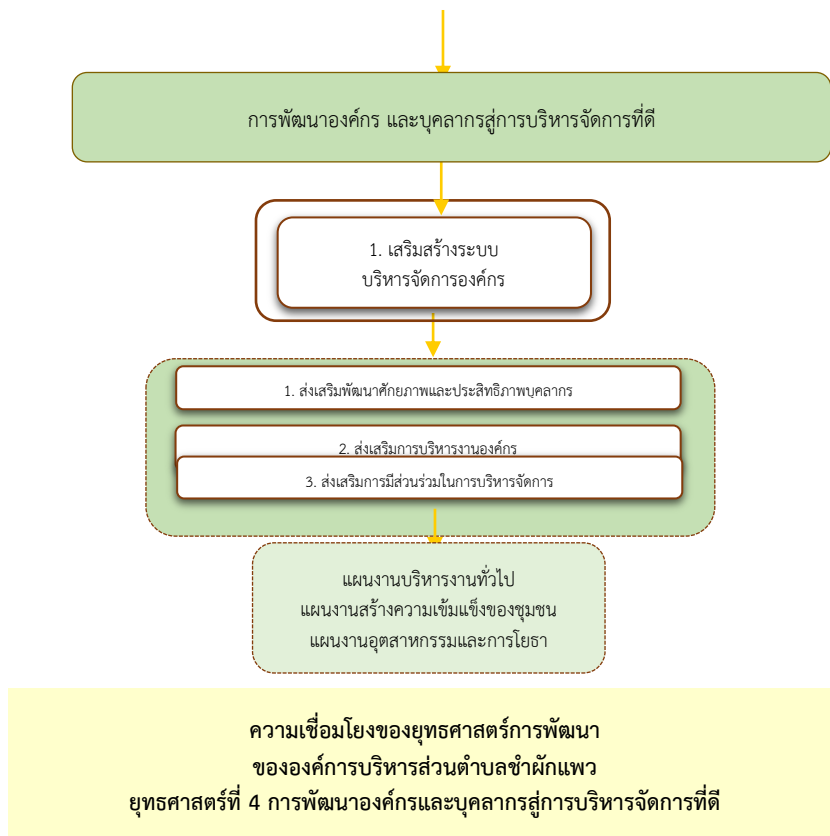 การพัฒนาองค์กร และบุคลากรสู่การบริหารจัดการที่ดี
1. เสริมสร้างระบบ
บริหารจัดการองค์กร
1. ส่งเสริมพัฒนาศักยภาพและประสิทธิภาพบุคลากร
2. ส่งเสริมการบริหารงานองค์กร
3. ส่งเสริมการมีส่วนร่วมในการบริหารจัดการ
แผนงานบริหารงานทั่วไป
แผนงานสร้างความเข้มแข็งของชุมชน
แผนงานอุตสาหกรรมและการโยธา
ความเชื่อมโยงของยุทธศาสตร์การพัฒนา
ขององค์การบริหารส่วนตำบลชำผักแพว
ยุทธศาสตร์ที่ 4 การพัฒนาองค์กรและบุคลากรสู่การบริหารจัดการที่ดี